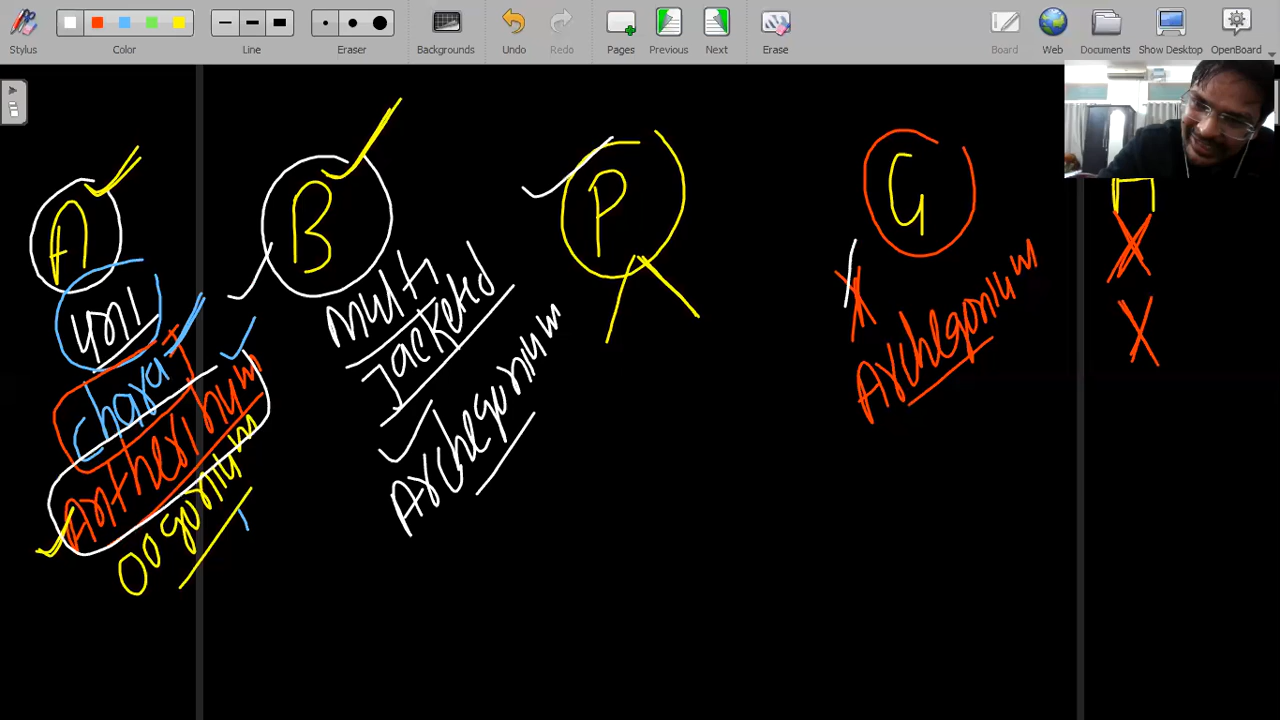 Stylus
Color
Line
Eraser
Backgrounds
Undo
Redo
Pages
Previous
Next
Erase
Board
Web
Documents
Show Desktop
OpenBoard
A
uni
chara
J
Antheridium
oogonium
B
multi
Jacketed
Archegonium
P
G
Archegonium